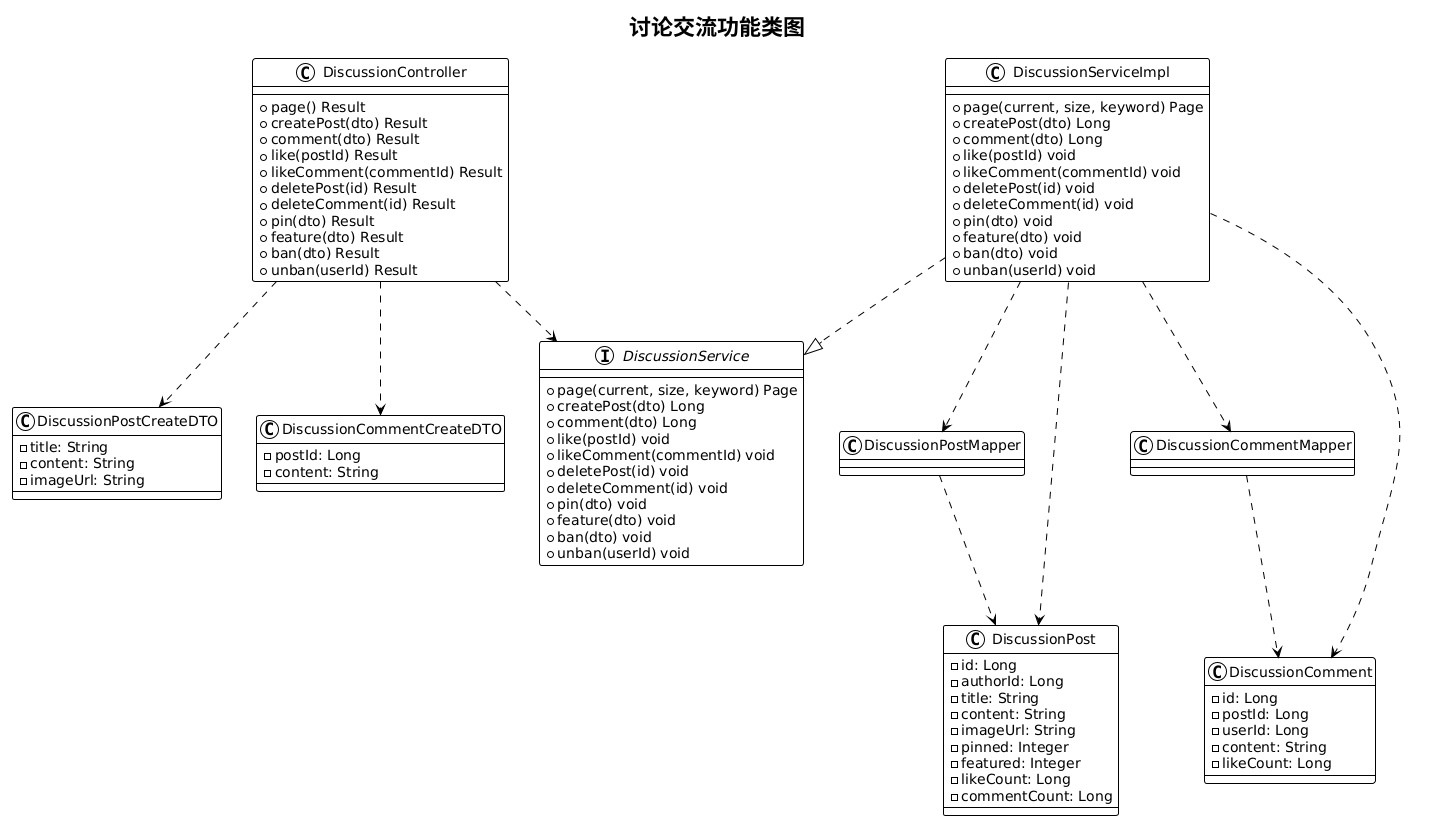 讨论交流功能类图
C DiscussionController
page() Result
createPost(dto) Result
comment(dto) Result
like(postId) Result
likeComment(commentId) Result
deletePost(id) Result
deleteComment(id) Result
pin(dto) Result
feature(dto) Result
ban(dto) Result
unban(userId) Result
C DiscussionServiceImpl
page(current, size, keyword) Page
createPost(dto) Long
comment(dto) Long
like(postId) void
likeComment(commentId) void
deletePost(id) void
deleteComment(id) void
pin(dto) void
feature(dto) void
ban(dto) void
unban(userId) void
C DiscussionPostCreateDTO
title: String
content: String
imageUrl: String
C DiscussionCommentCreateDTO
postId: Long
content: String
I DiscussionService
page(current, size, keyword) Page
createPost(dto) Long
comment(dto) Long
like(postId) void
likeComment(commentId) void
deletePost(id) void
deleteComment(id) void
pin(dto) void
feature(dto) void
ban(dto) void
unban(userId) void
C DiscussionPostMapper
C DiscussionCommentMapper
C DiscussionPost
id: Long
authorId: Long
title: String
content: String
imageUrl: String
pinned: Integer
featured: Integer
likeCount: Long
commentCount: Long
C DiscussionComment
id: Long
postId: Long
userId: Long
content: String
likeCount: Long